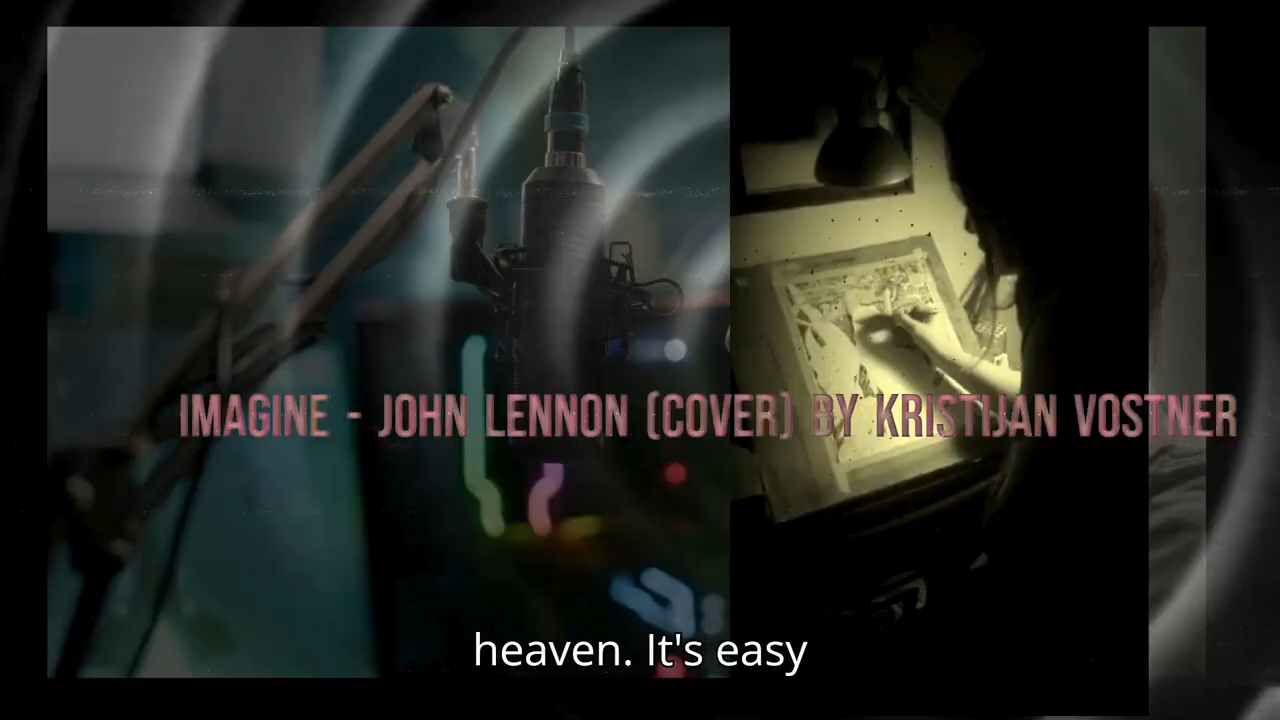 IMAGINE - JOHN LENNON (COVER) BY KRISTIJAN VOSTNER
heaven. It's easy